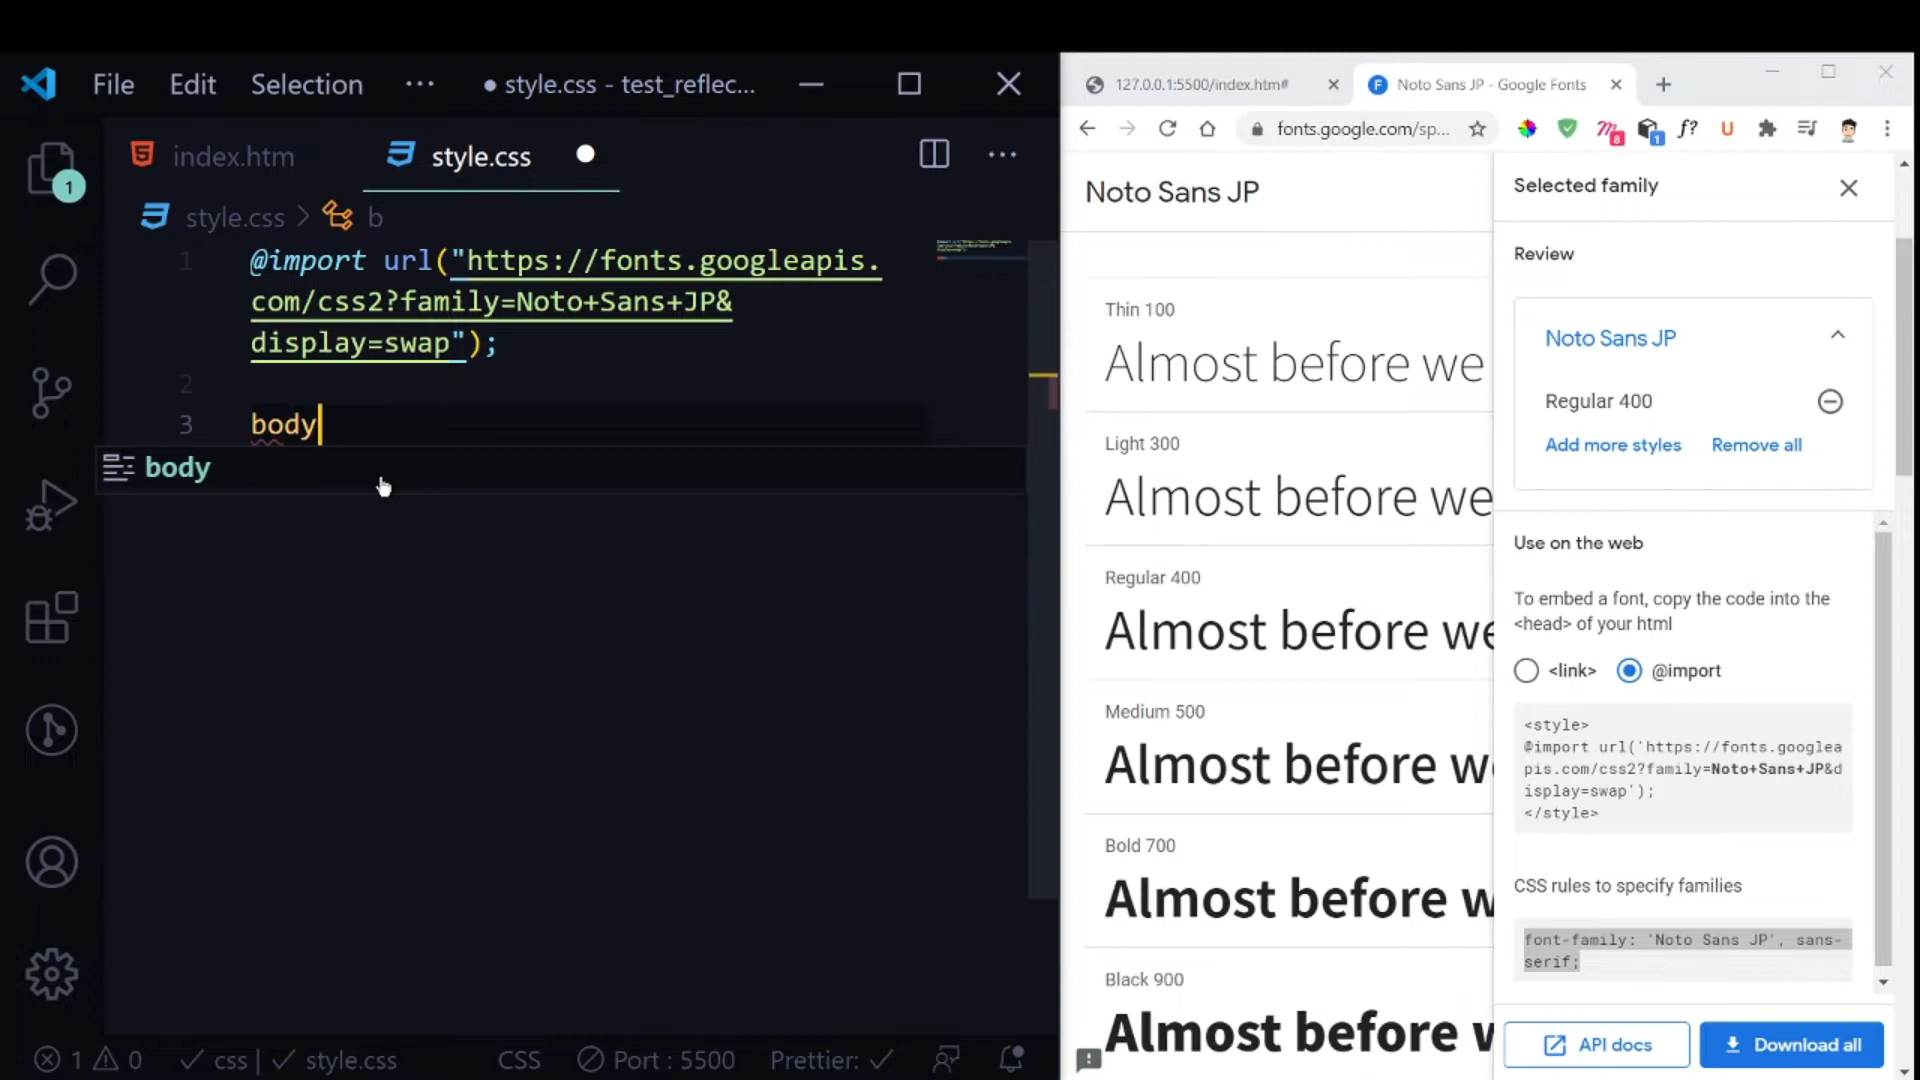 File Edit Selection ··· ● style.css - test_reflec...
index.htm style.css
style.css > b
1 @import url("https://fonts.googleapis.
com/css2?family=Noto+Sans+JP&
display=swap");
2
3 body
body
1 0 css | style.css CSS Port : 5500 Prettier:
1
127.0.0.1:5500/index.htm#
Noto Sans JP - Google Fonts
fonts.google.com/sp...
8 1 f? U
Noto Sans JP
Thin 100
Almost before we
Light 300
Almost before we
Regular 400
Almost before we
Medium 500
Almost before w
Bold 700
Almost before w
Black 900
Almost before w
Selected family
Review
Noto Sans JP
Regular 400
Add more styles Remove all
Use on the web
To embed a font, copy the code into the
<head> of your html
<link> @import
<style>
@import url('https://fonts.googlea
pis.com/css2?family=Noto+Sans+JP&d
isplay=swap');
</style>
CSS rules to specify families
font-family: 'Noto Sans JP', sans-
serif;
API docs Download all